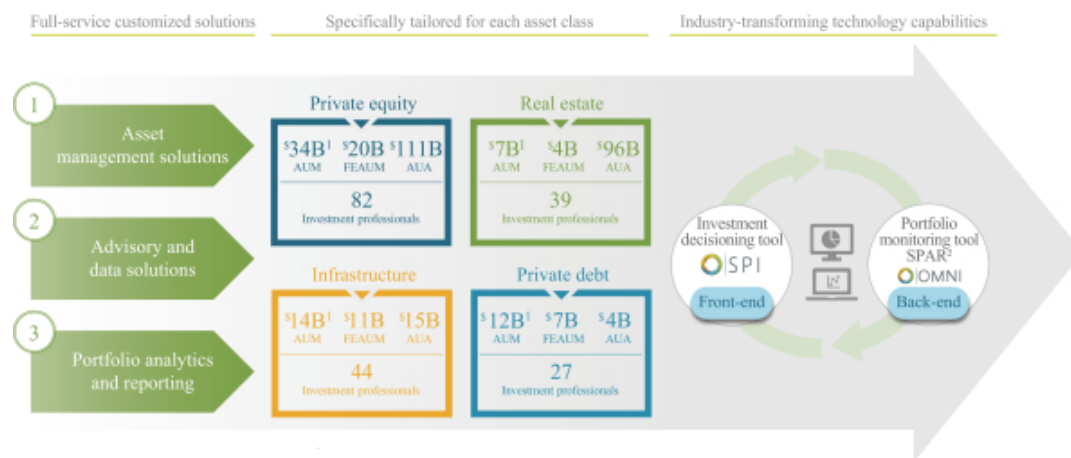 Full-service customized solutions
Specifically tailored for each asset class
Industry-transforming technology capabilities
1
Asset
management solutions
2
Advisory and
data solutions
3
Portfolio analytics
and reporting
Private equity
$34B¹ $20B $111B
AUM FEAUM AUA
82
Investment professionals
Real estate
$7B¹ $4B $96B
AUM FEAUM AUA
39
Investment professionals
Infrastructure
$14B¹ $11B $15B
AUM FEAUM AUA
44
Investment professionals
Private debt
$12B¹ $7B $4B
AUM FEAUM AUA
27
Investment professionals
Investment
decisioning tool
SPI
Front-end
Portfolio
monitoring tool
SPAR²
OMNI
Back-end